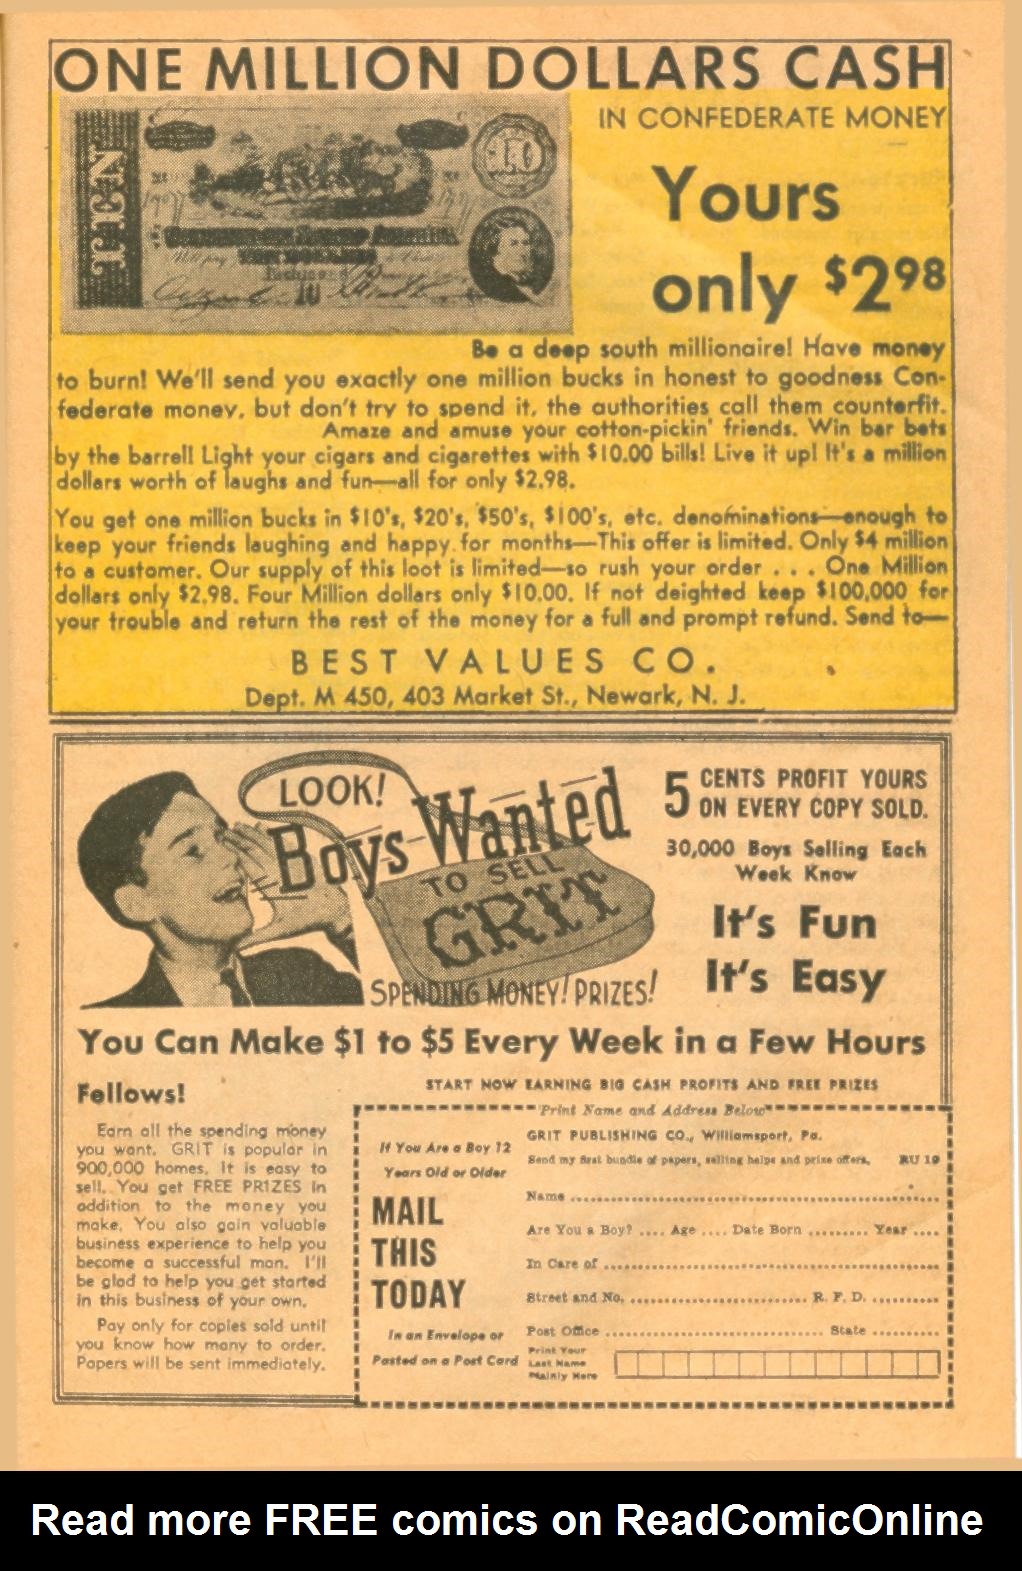 ONE MILLION DOLLARS CASH
IN CONFEDERATE MONEY
TEN
10
Yours
only $2.98
Be a deep south millionaire! Have money
to burn! We'll send you exactly one million bucks in honest to goodness Con-
federate money, but don't try to spend it, the authorities call them counterfit.
Amaze and amuse your cotton-pickin' friends. Win bar bets
by the barrel! Light your cigars and cigarettes with $10.00 bills! Live it up! It's a million
dollars worth of laughs and fun—all for only $2.98.
You get one million bucks in $10's, $20's, $50's, $100's, etc. denominations—enough to
keep your friends laughing and happy for months—This offer is limited. Only $4 million
to a customer. Our supply of this loot is limited—so rush your order . . . One Million
dollars only $2.98. Four Million dollars only $10.00. If not deighted keep $100,000 for
your trouble and return the rest of the money for a full and prompt refund. Send to—
BEST VALUES CO.
Dept. M 450, 403 Market St., Newark, N. J.
LOOK!
Boys Wanted
TO SELL
GRIT
SPENDING MONEY! PRIZES!
5 CENTS PROFIT YOURS
ON EVERY COPY SOLD.
30,000 Boys Selling Each
Week Know
It's Fun
It's Easy
You Can Make $1 to $5 Every Week in a Few Hours
Fellows!
Earn all the spending money
you want. GRIT is popular in
900,000 homes. It is easy to
sell. You get FREE PRIZES in
addition to the money you
make. You also gain valuable
business experience to help you
become a successful man. I'll
be glad to help you get started
in this business of your own.
Pay only for copies sold until
you know how many to order.
Papers will be sent immediately.
START NOW EARNING BIG CASH PROFITS AND FREE PRIZES
Print Name and Address Below
If You Are a Boy 12
Years Old or Older
MAIL
THIS
TODAY
In an Envelope or
Pasted on a Post Card
GRIT PUBLISHING CO., Williamsport, Pa.
Send my first bundle of papers, selling helps and prize offers. RU 19
Name
Are You a Boy? .... Age .... Date Born ......... Year ....
In Care of
Street and No. R. F. D.
Post Office State
Print Your
Last Name
Plainly Here
Read more FREE comics on ReadComicOnline